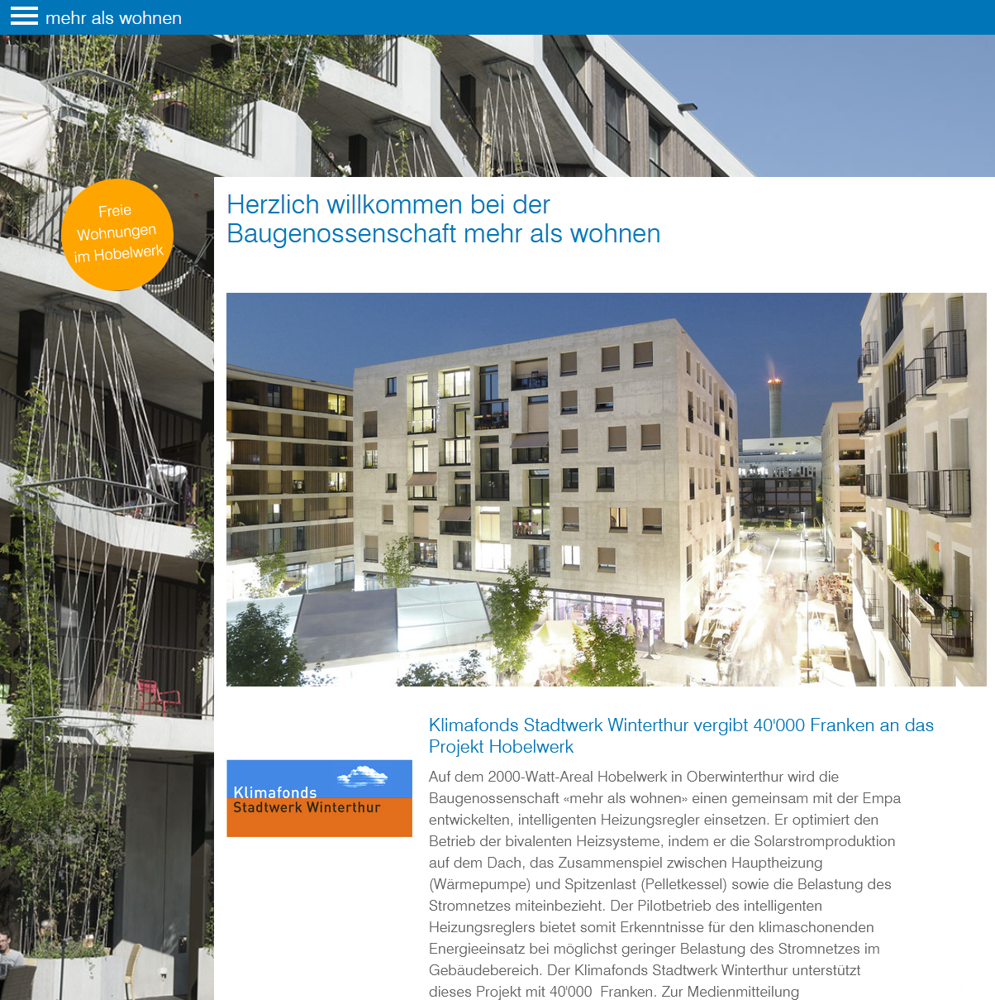 mehr als wohnen
Freie
Wohnungen
im Hobelwerk
Herzlich willkommen bei der
Baugenossenschaft mehr als wohnen
Klimafonds
Stadtwerk Winterthur
Klimafonds Stadtwerk Winterthur vergibt 40'000 Franken an das
Projekt Hobelwerk
Auf dem 2000-Watt-Areal Hobelwerk in Oberwinterthur wird die
Baugenossenschaft «mehr als wohnen» einen gemeinsam mit der Empa
entwickelten, intelligenten Heizungsregler einsetzen. Er optimiert den
Betrieb der bivalenten Heizsysteme, indem er die Solarstromproduktion
auf dem Dach, das Zusammenspiel zwischen Hauptheizung
(Wärmepumpe) und Spitzenlast (Pelletkessel) sowie die Belastung des
Stromnetzes miteinbezieht. Der Pilotbetrieb des intelligenten
Heizungsreglers bietet somit Erkenntnisse für den klimaschonenden
Energieeinsatz bei möglichst geringer Belastung des Stromnetzes im
Gebäudebereich. Der Klimafonds Stadtwerk Winterthur unterstützt
dieses Projekt mit 40'000  Franken. Zur Medienmitteilung